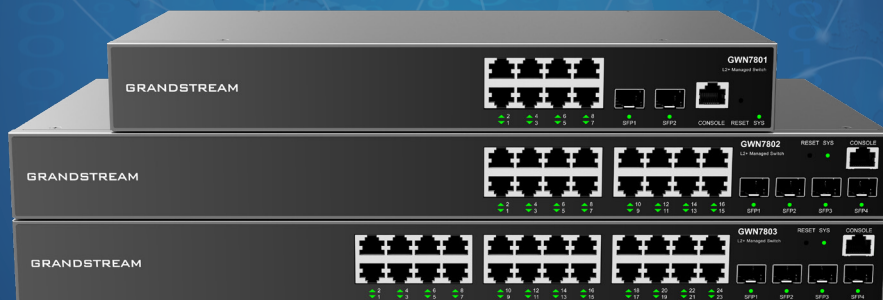 GWN7801
L2+ Managed Switch
GRANDSTREAM
2 4 6 8
1 3 5 7
SFP1 SFP2 CONSOLE RESET SYS
GWN7802
L2+ Managed Switch
RESET SYS CONSOLE
GRANDSTREAM
2 4 6 8 10 12 14 16
1 3 5 7 9 11 13 15
SFP1 SFP2 SFP3 SFP4
GWN7803
L2+ Managed Switch
RESET SYS CONSOLE
GRANDSTREAM
2 4 6 8 10 12 14 16 18 20 22 24
1 3 5 7 9 11 13 15 17 19 21 23
SFP1 SFP2 SFP3 SFP4